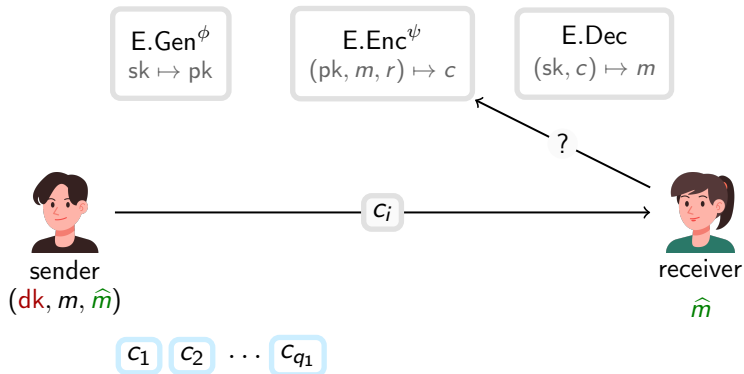 E.Gen^ϕ
sk ↦ pk
E.Enc^ψ
(pk, m, r) ↦ c
E.Dec
(sk, c) ↦ m
?
c_i
sender
(dk, m, m̂)
receiver
m̂
c_1 c_2 ⋯ c_{q_1}